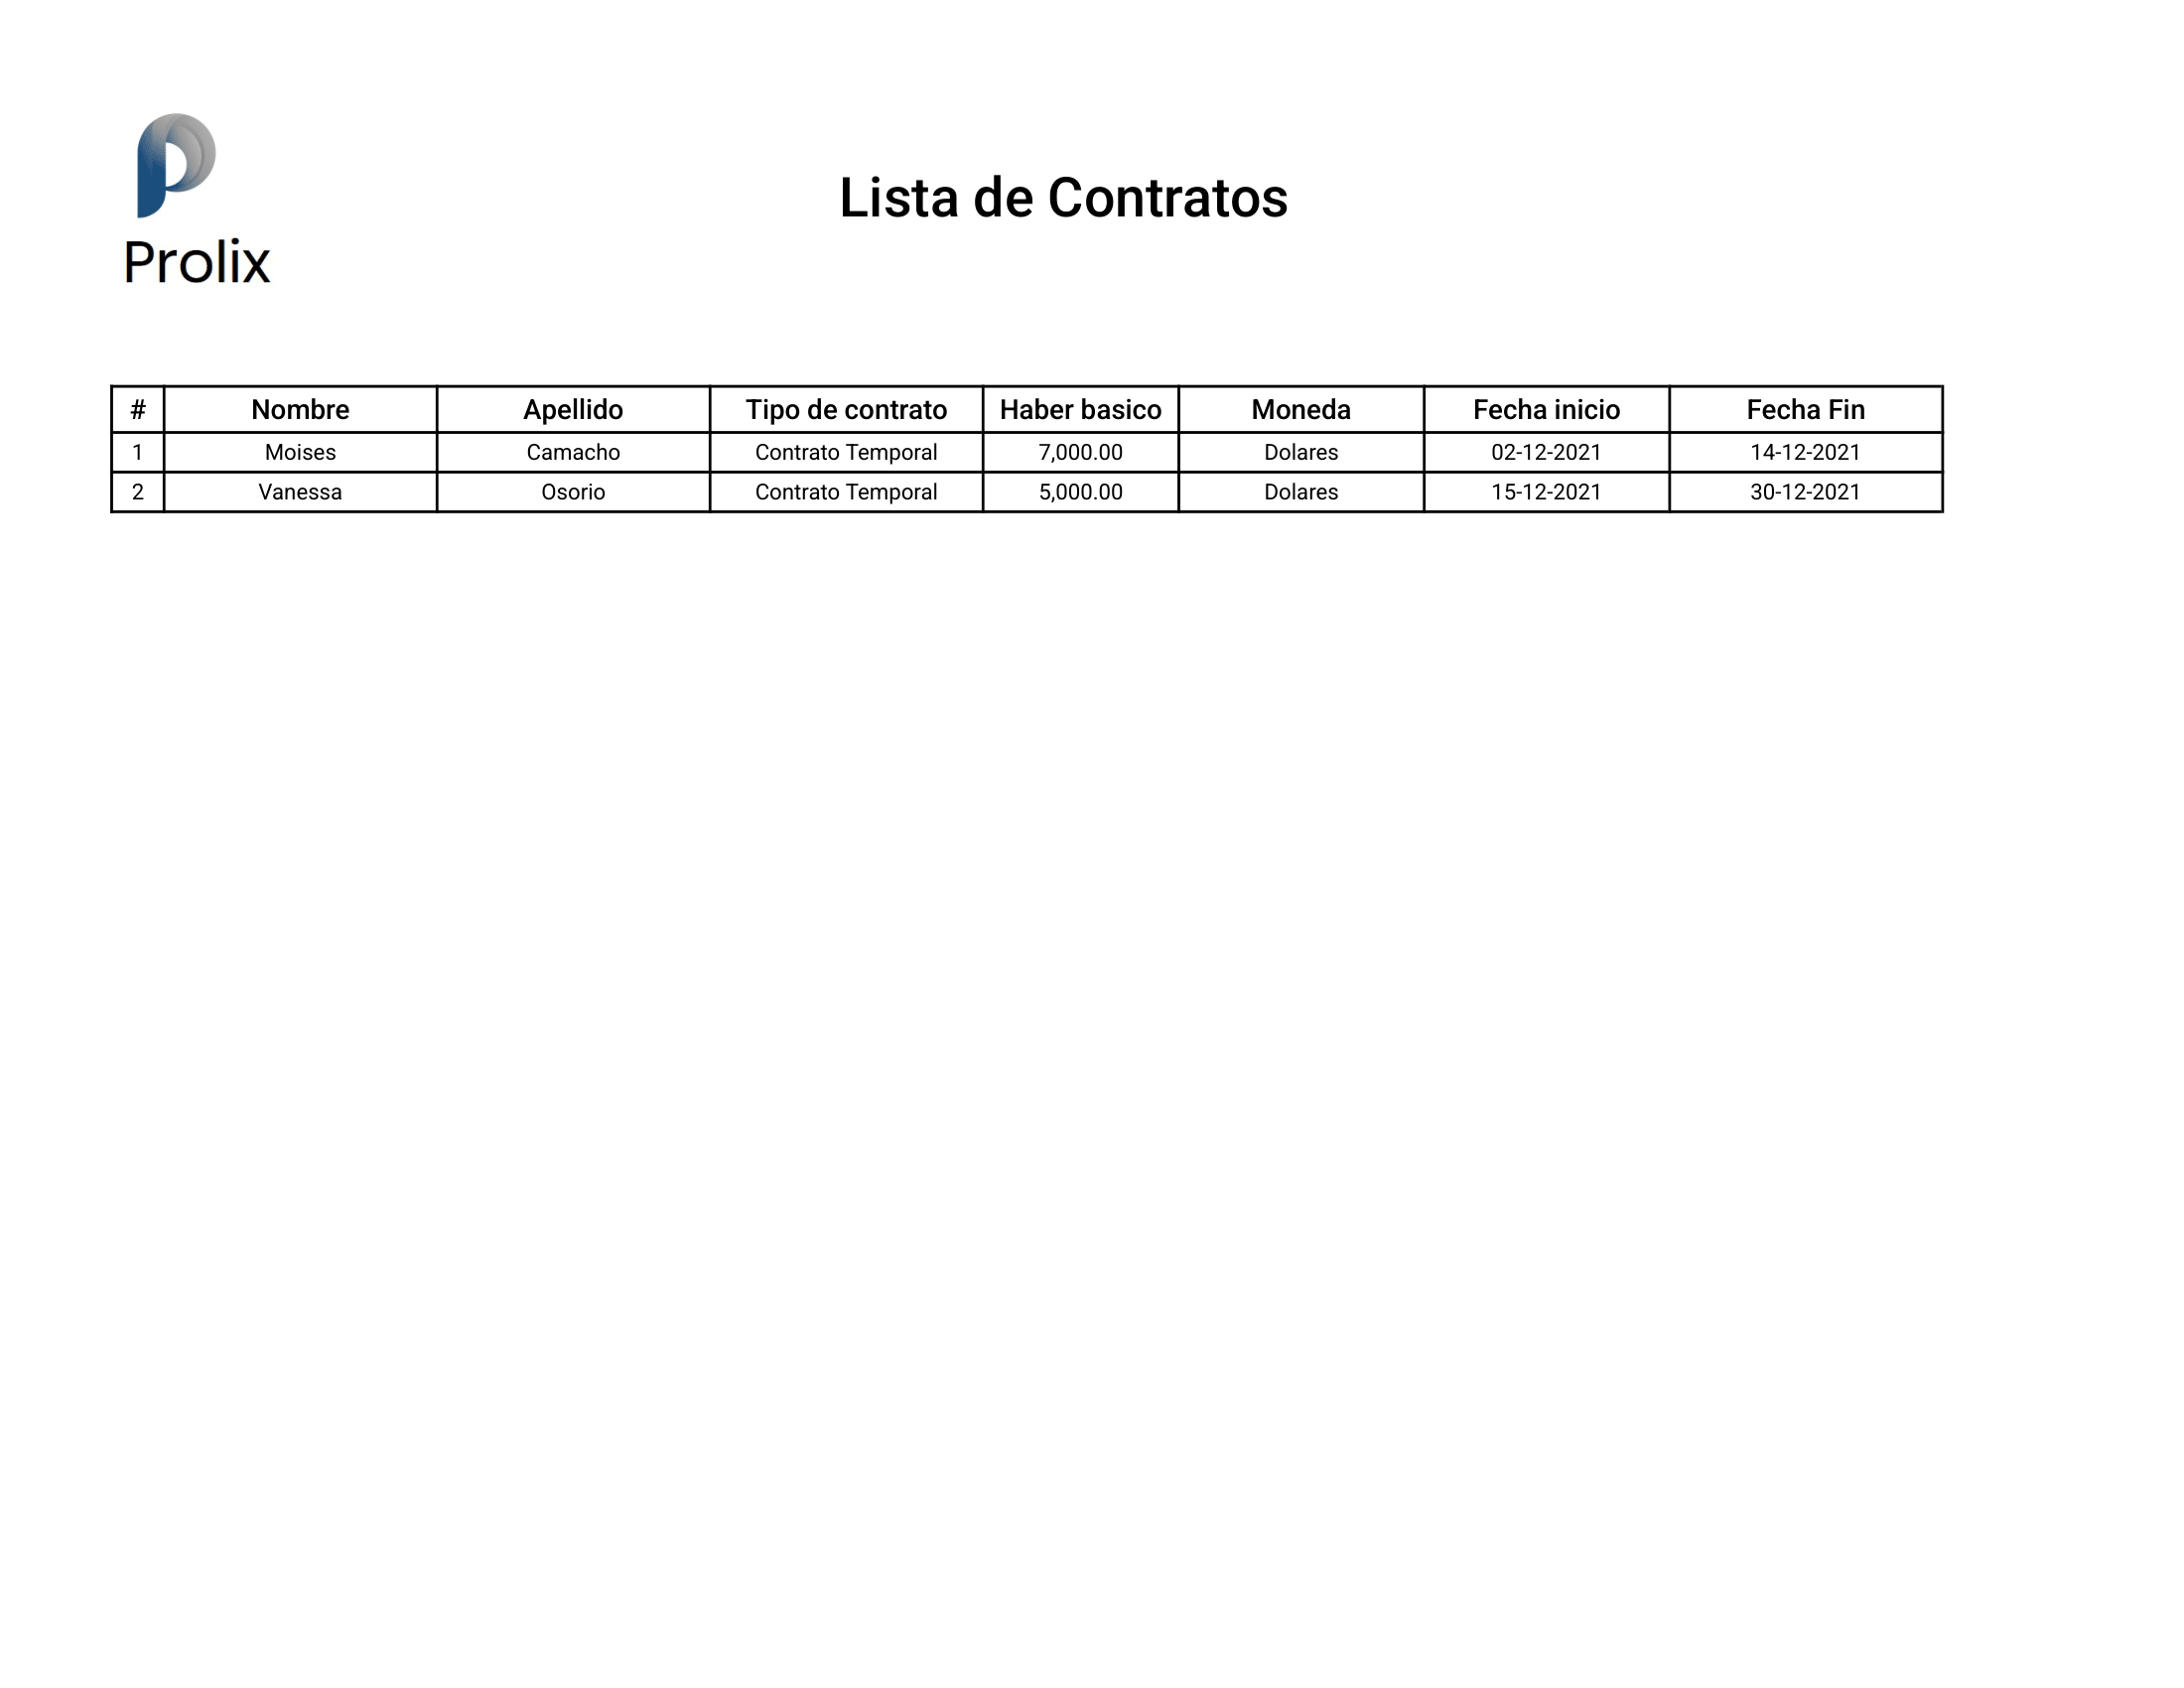 Prolix
Lista de Contratos
# Nombre Apellido Tipo de contrato Haber basico Moneda Fecha inicio Fecha Fin
1 Moises Camacho Contrato Temporal 7,000.00 Dolares 02-12-2021 14-12-2021
2 Vanessa Osorio Contrato Temporal 5,000.00 Dolares 15-12-2021 30-12-2021